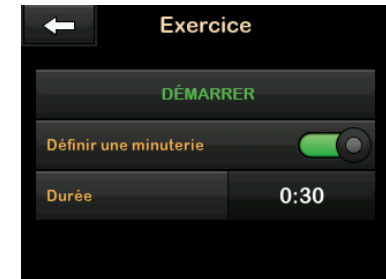 Exercice
DÉMARRER
Définir une minuterie
Durée
0:30